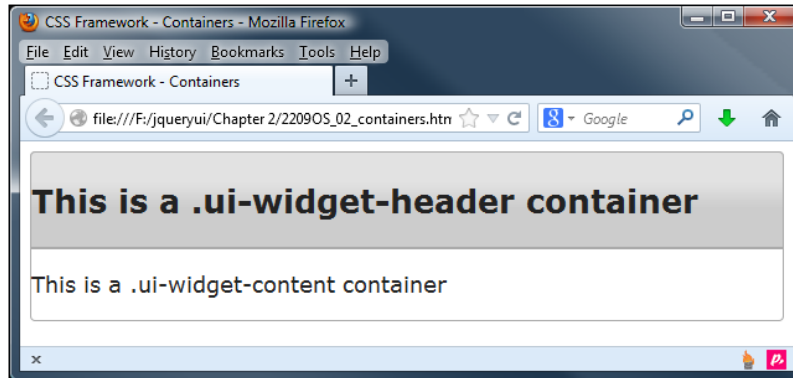 CSS Framework - Containers - Mozilla Firefox
File Edit View History Bookmarks Tools Help
CSS Framework - Containers
file:///F:/jqueryui/Chapter 2/2209OS_02_containers.htm
Google
This is a .ui-widget-header container
This is a .ui-widget-content container